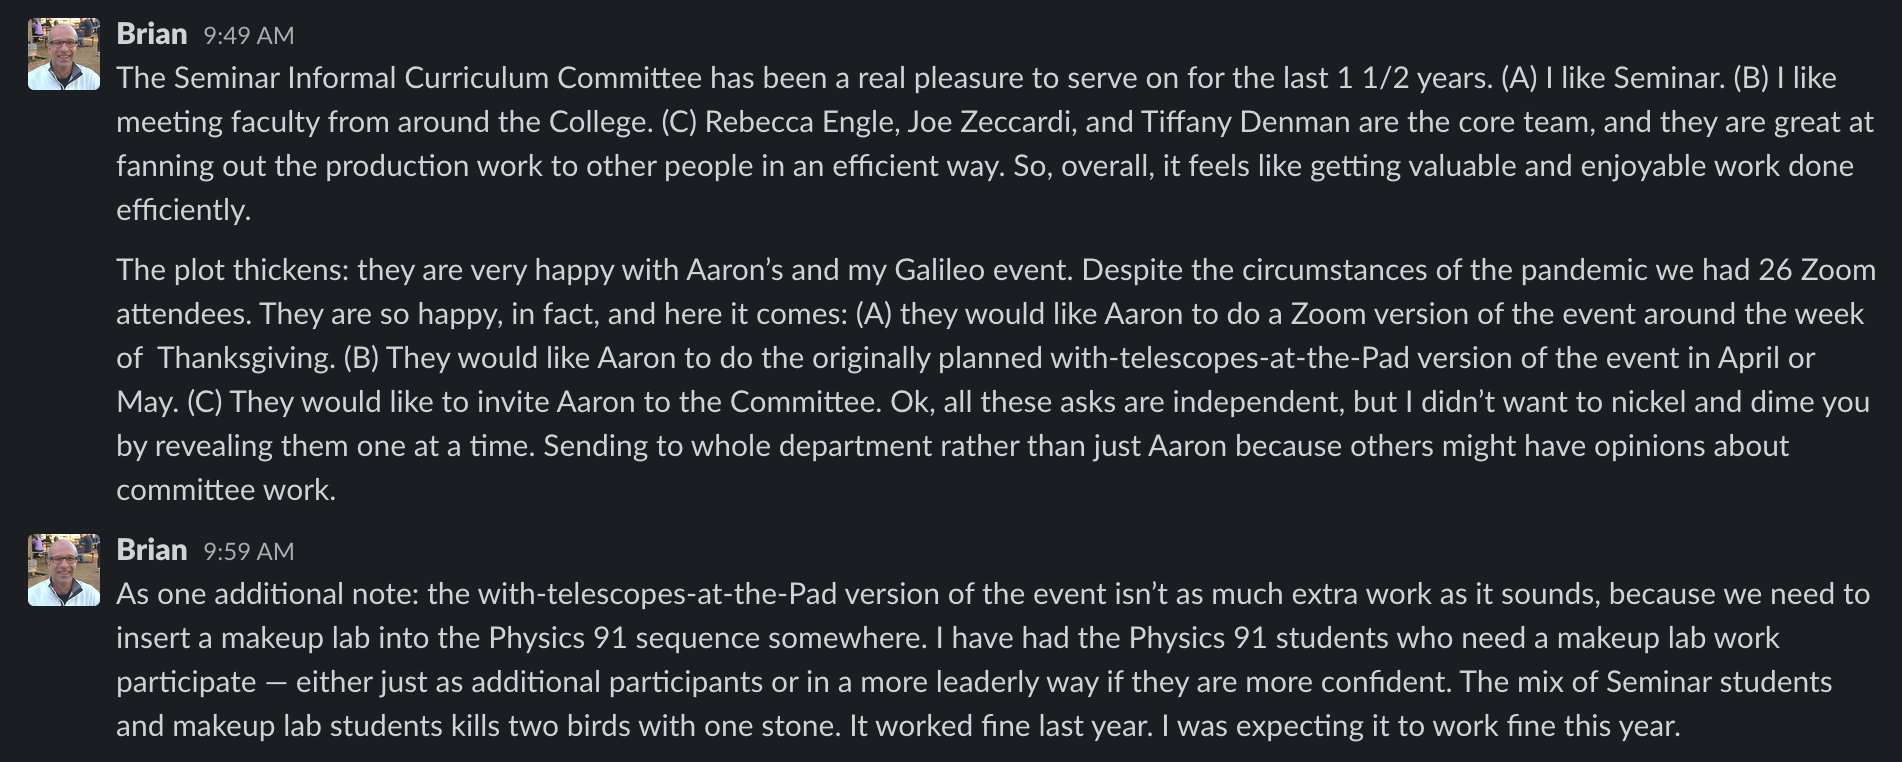 Brian 9:49 AM
The Seminar Informal Curriculum Committee has been a real pleasure to serve on for the last 1 1/2 years. (A) I like Seminar. (B) I like
meeting faculty from around the College. (C) Rebecca Engle, Joe Zeccardi, and Tiffany Denman are the core team, and they are great at
fanning out the production work to other people in an efficient way. So, overall, it feels like getting valuable and enjoyable work done
efficiently.
The plot thickens: they are very happy with Aaron’s and my Galileo event. Despite the circumstances of the pandemic we had 26 Zoom
attendees. They are so happy, in fact, and here it comes: (A) they would like Aaron to do a Zoom version of the event around the week
of  Thanksgiving. (B) They would like Aaron to do the originally planned with-telescopes-at-the-Pad version of the event in April or
May. (C) They would like to invite Aaron to the Committee. Ok, all these asks are independent, but I didn’t want to nickel and dime you
by revealing them one at a time. Sending to whole department rather than just Aaron because others might have opinions about
committee work.
Brian 9:59 AM
As one additional note: the with-telescopes-at-the-Pad version of the event isn’t as much extra work as it sounds, because we need to
insert a makeup lab into the Physics 91 sequence somewhere. I have had the Physics 91 students who need a makeup lab work
participate — either just as additional participants or in a more leaderly way if they are more confident. The mix of Seminar students
and makeup lab students kills two birds with one stone. It worked fine last year. I was expecting it to work fine this year.